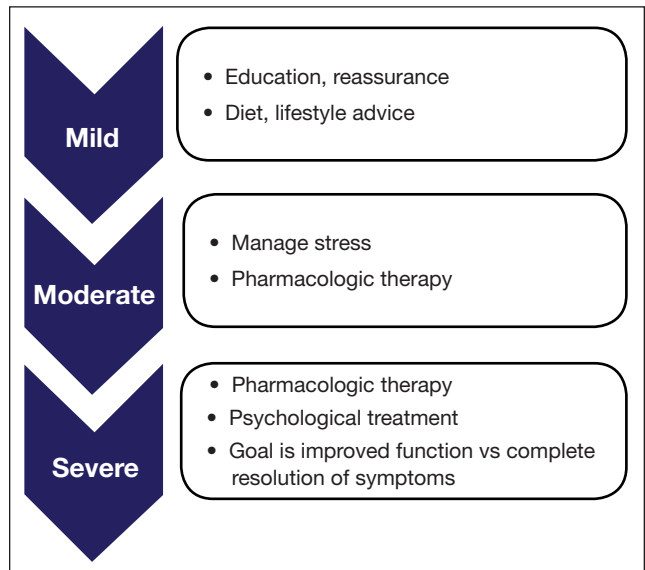 Mild
• Education, reassurance
• Diet, lifestyle advice
Moderate
• Manage stress
• Pharmacologic therapy
Severe
• Pharmacologic therapy
• Psychological treatment
• Goal is improved function vs complete
resolution of symptoms